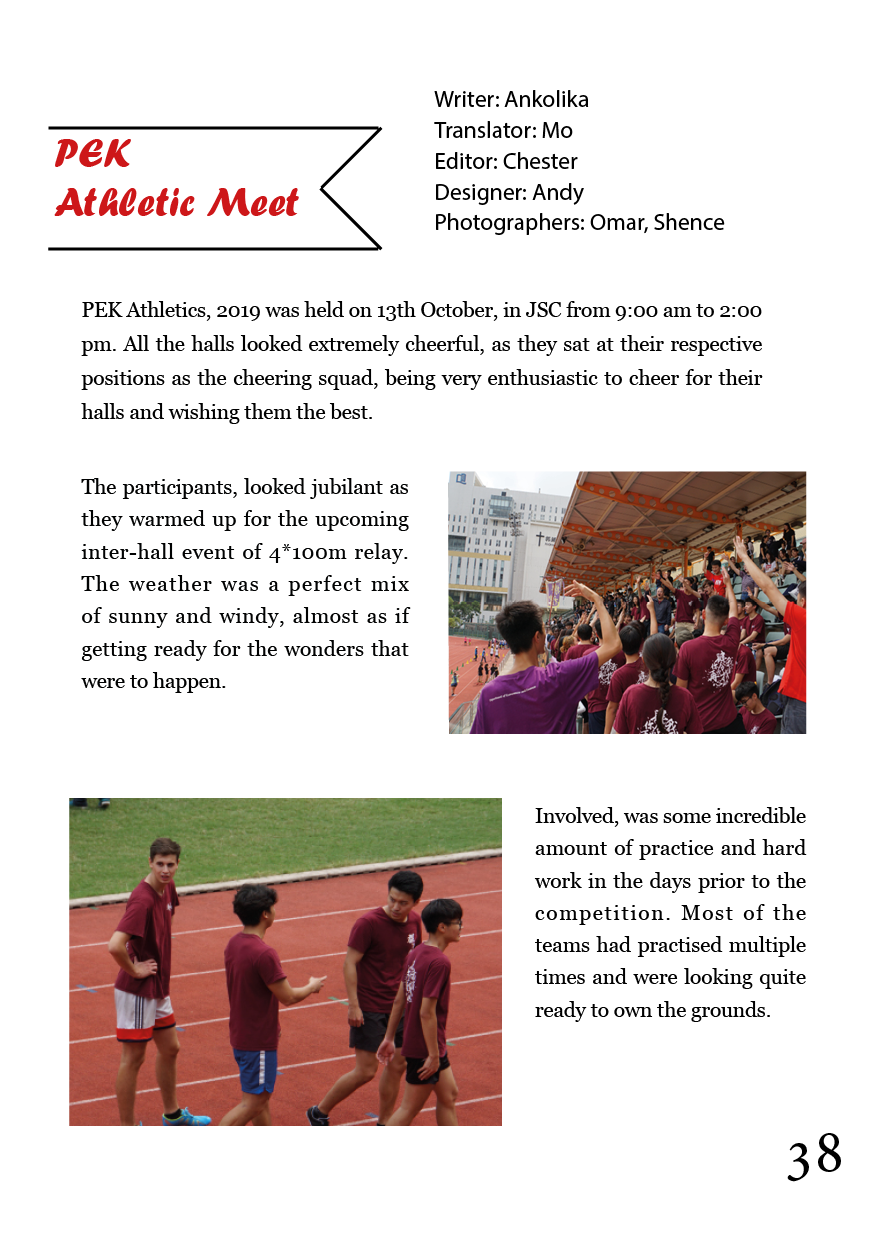 PEK
Athletic Meet
Writer: Ankolika
Translator: Mo
Editor: Chester
Designer: Andy
Photographers: Omar, Shence
PEK Athletics, 2019 was held on 13th October, in JSC from 9:00 am to 2:00
pm. All the halls looked extremely cheerful, as they sat at their respective
positions as the cheering squad, being very enthusiastic to cheer for their
halls and wishing them the best.
The participants, looked jubilant as
they warmed up for the upcoming
inter-hall event of 4*100m relay.
The weather was a perfect mix
of sunny and windy, almost as if
getting ready for the wonders that
were to happen.
Involved, was some incredible
amount of practice and hard
work in the days prior to the
competition. Most of the
teams had practised multiple
times and were looking quite
ready to own the grounds.
38